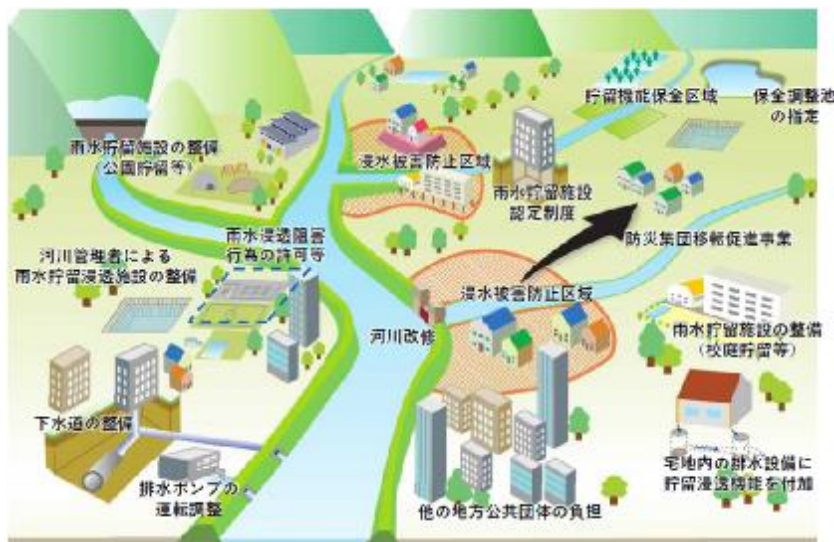 貯留機能保全区域
保全調整池
の指定
雨水貯留施設の整備
(公園貯留等)
浸水被害防止区域
雨水貯留施設
認定制度
雨水浸透阻害
行為の許可等
防災集団移転促進事業
河川管理者による
雨水貯留浸透施設の整備
浸水被害防止区域
河川改修
雨水貯留施設の整備
(校庭貯留等)
下水道の整備
宅地内の排水設備に
貯留浸透機能を付加
排水ポンプの
運転調整
他の地方公共団体の負担